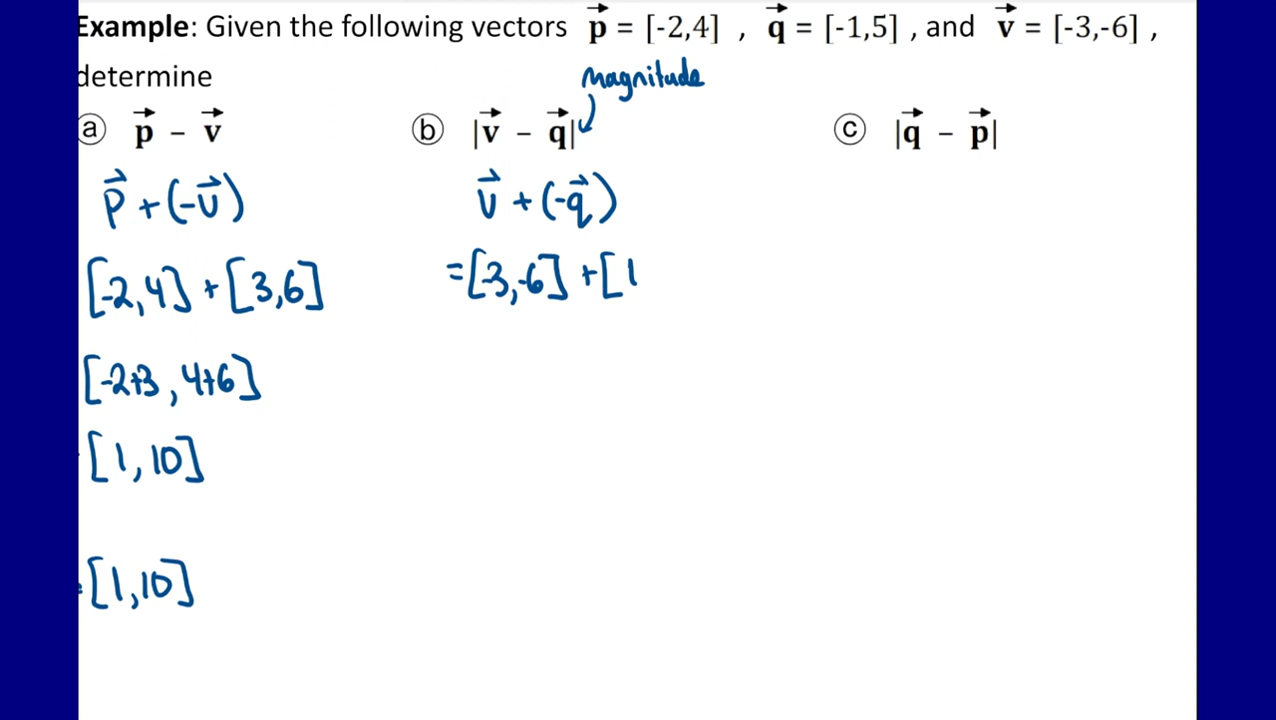 Example: Given the following vectors p⃗ = [-2,4] , q⃗ = [-1,5] , and v⃗ = [-3,-6] ,
determine
magnitude
ⓐ p⃗ – v⃗
ⓑ |v⃗ – q⃗|
ⓒ |q⃗ – p⃗|
p⃗ + (-v⃗)
[-2,4] + [3,6]
[-2+3 , 4+6]
[1, 10]
= [1,10]
v⃗ + (-q⃗)
= [-3,-6] + [1